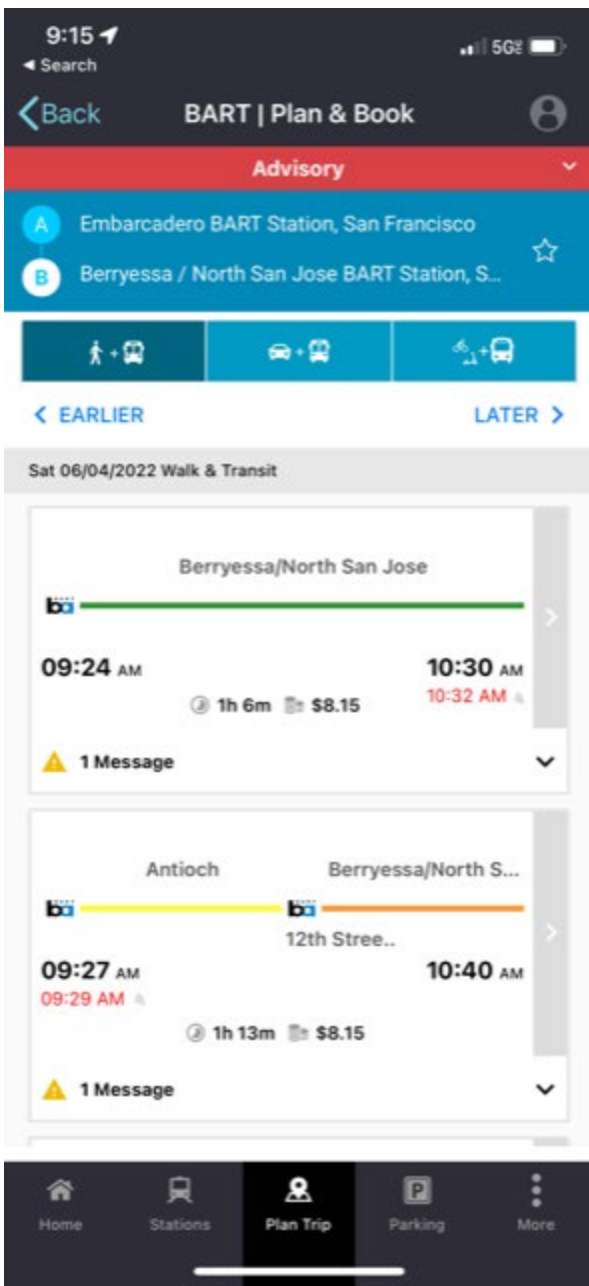 9:15
◀ Search
5G
Back
BART | Plan & Book
Advisory
A
Embarcadero BART Station, San Francisco
B
Berryessa / North San Jose BART Station, S...
+
+
+
< EARLIER
LATER >
Sat 06/04/2022 Walk & Transit
Berryessa/North San Jose
ba
09:24 AM
10:30 AM
10:32 AM
1h 6m
$8.15
1 Message
Antioch
Berryessa/North S...
ba
ba
12th Stree..
09:27 AM
10:40 AM
09:29 AM
1h 13m
$8.15
1 Message
P
Home
Stations
Plan Trip
Parking
More